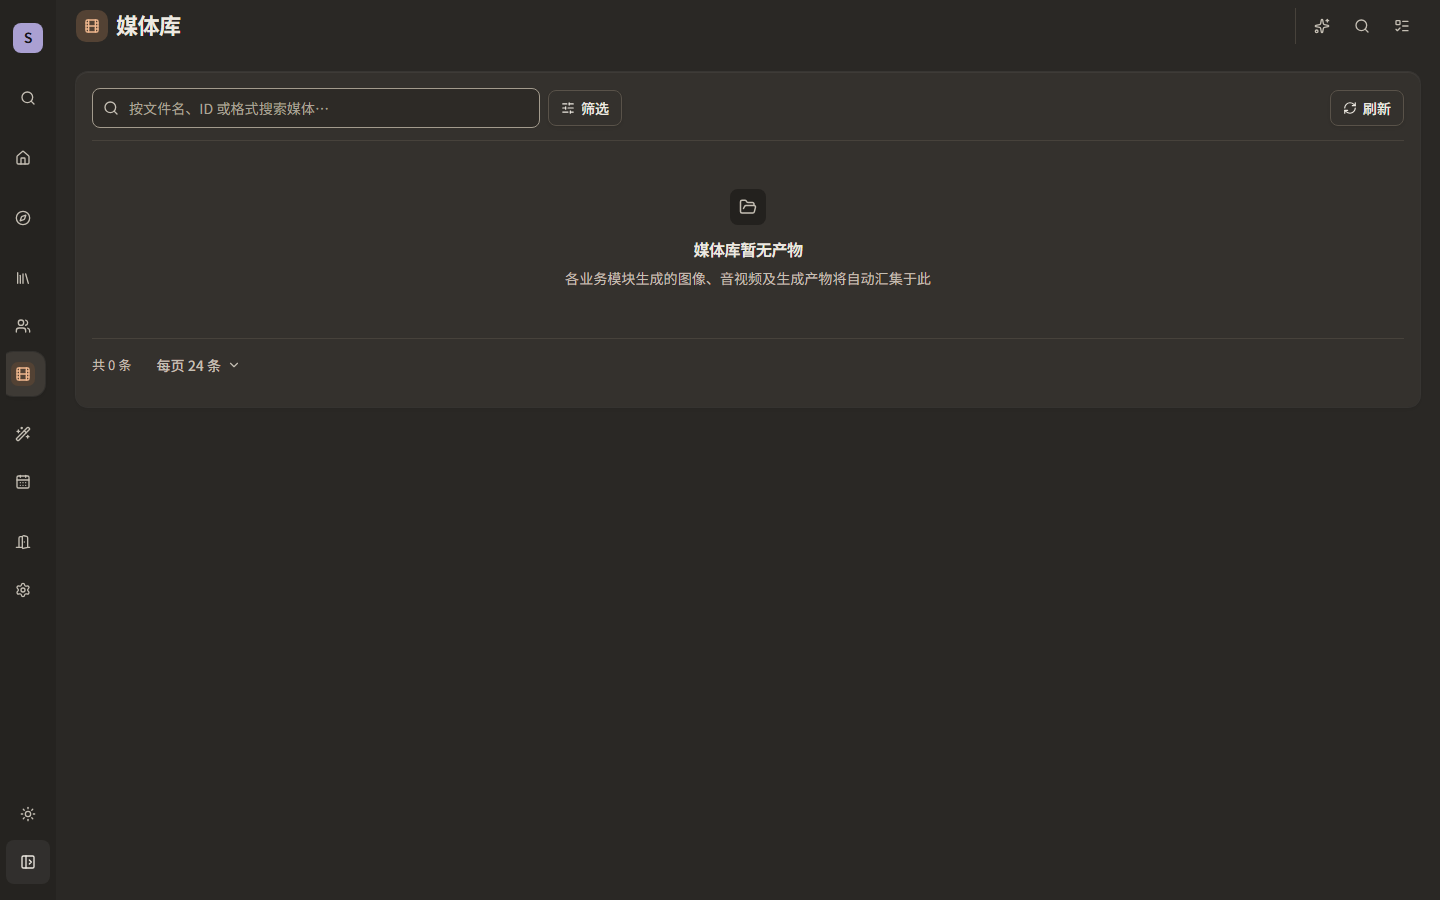 S
媒体库
按文件名、ID 或格式搜索媒体…
筛选
刷新
媒体库暂无产物
各业务模块生成的图像、音视频及生成产物将自动汇集于此
共 0 条
每页 24 条